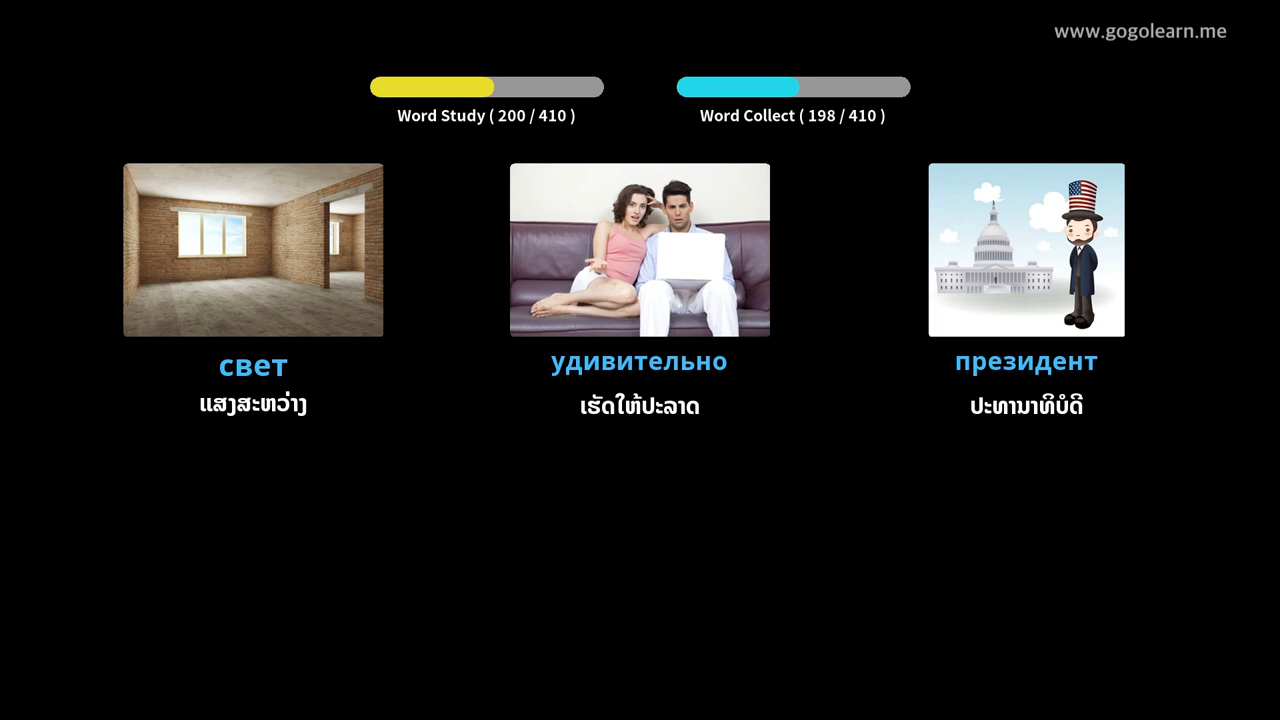 www.gogolearn.me
Word Study ( 200 / 410 )
Word Collect ( 198 / 410 )
свет
удивительно
президент
ແສງສະຫວ່າງ
ເຮັດໃຫ້ປະລາດ
ປະທານາທິບໍດີ